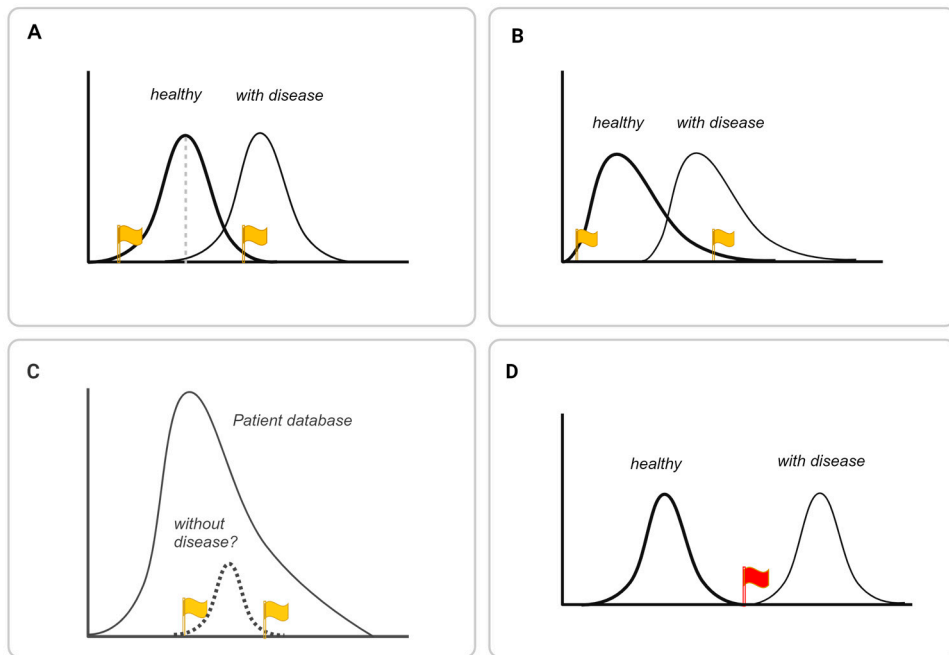 A
healthy
with disease
B
healthy
with disease
C
Patient database
without
disease?
D
healthy
with disease